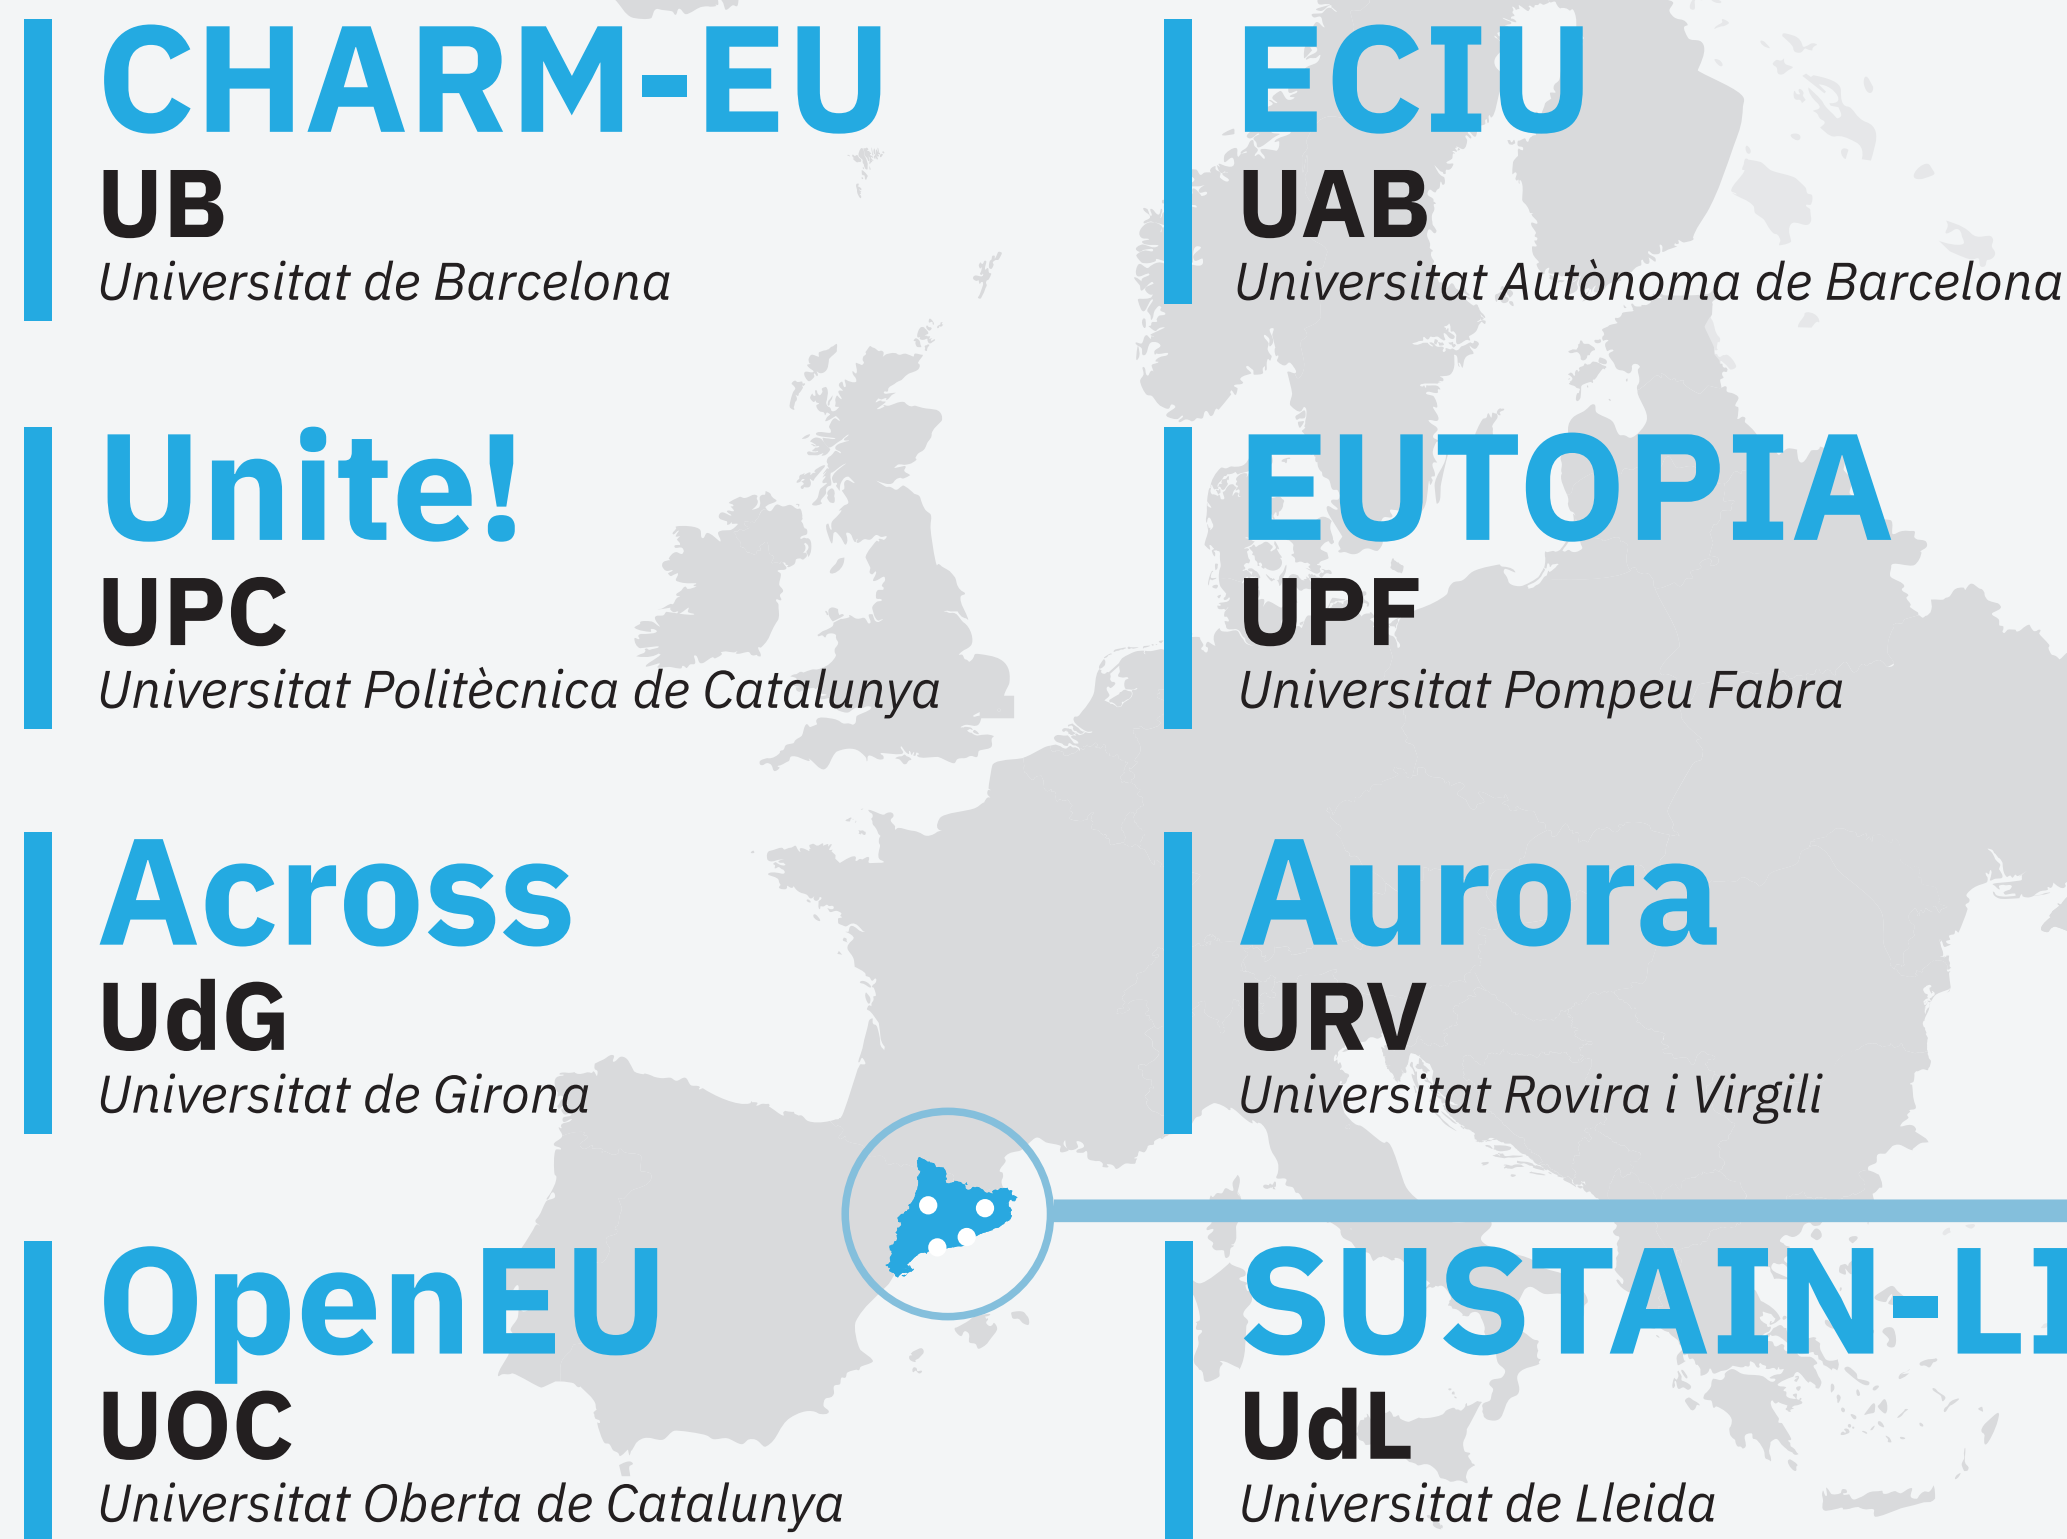 CHARM-EU
UB
Universitat de Barcelona
ECIU
UAB
Universitat Autònoma de Barcelona
Unite!
UPC
Universitat Politècnica de Catalunya
EUTOPIA
UPF
Universitat Pompeu Fabra
Across
UdG
Universitat de Girona
Aurora
URV
Universitat Rovira i Virgili
OpenEU
UOC
Universitat Oberta de Catalunya
SUSTAIN-LI
UdL
Universitat de Lleida